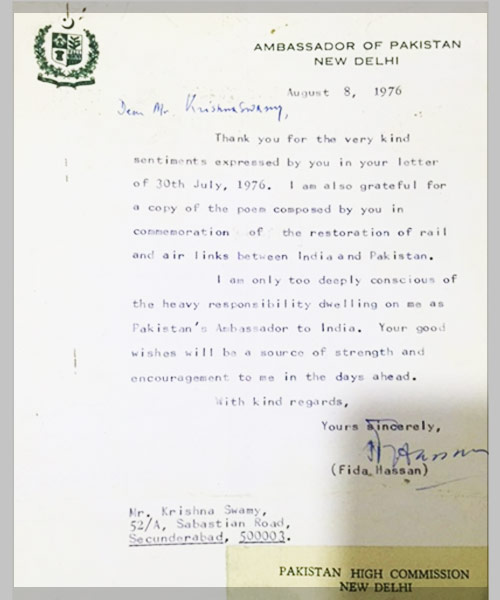 AMBASSADOR OF PAKISTAN
NEW DELHI
August 8, 1976
Dear Mr. KrishnaSwamy,
Thank you for the very kind
sentiments expressed by you in your letter
of 30th July, 1976. I am also grateful for
a copy of the poem composed by you in
commemoration of the restoration of rail
and air links between India and Pakistan.
I am only too deeply conscious of
the heavy responsibility dwelling on me as
Pakistan's Ambassador to India. Your good
wishes will be a source of strength and
encouragement to me in the days ahead.
With kind regards,
Yours sincerely,
Hassan
(Fida Hassan)
Mr. Krishna Swamy,
52/A, Sabastian Road,
Secunderabad, 500003.
PAKISTAN HIGH COMMISSION
NEW DELHI